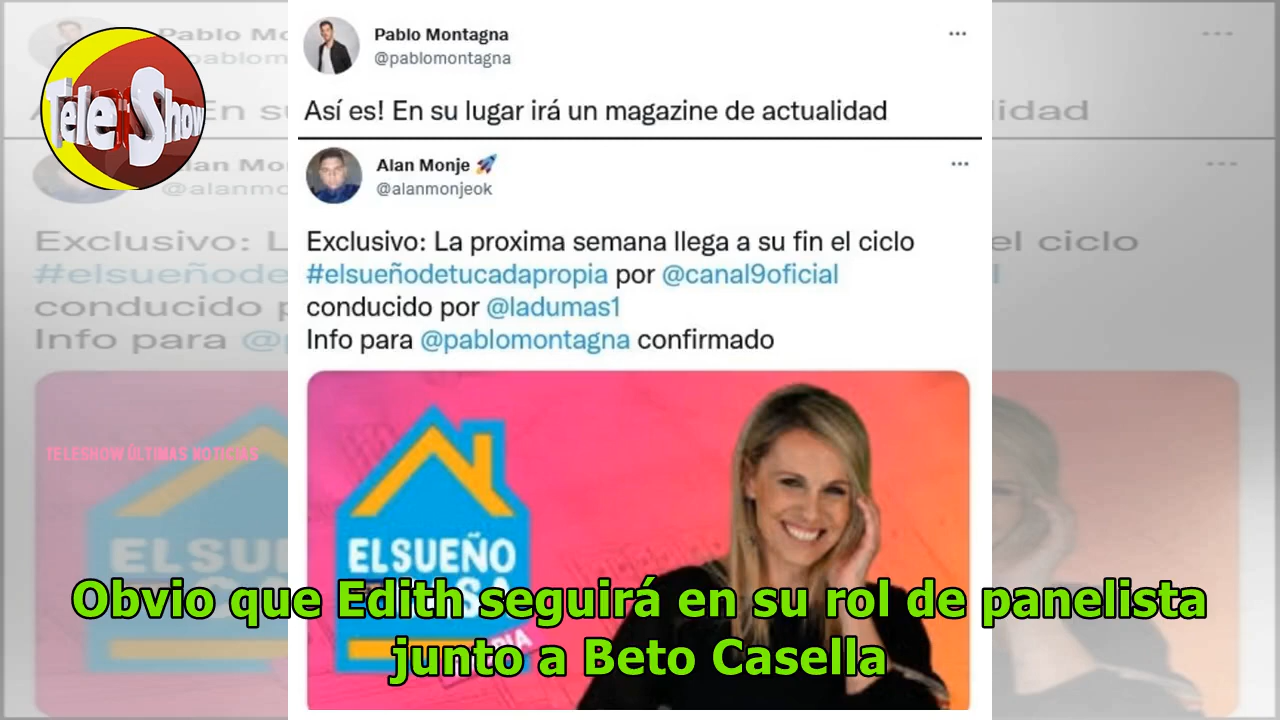 Tele Show
Pablo Montagna
@pablomontagna
Así es! En su lugar irá un magazine de actualidad
Alan Monje 🚀
@alanmonjeok
Exclusivo: La proxima semana llega a su fin el ciclo
#elsueñodetucadapropia por @canal9oficial
conducido por @ladumas1
Info para @pablomontagna confirmado
TELESHOW ÚLTIMAS NOTICIAS
EL SUEÑO
Obvio que Edith seguirá en su rol de panelista
junto a Beto Casella